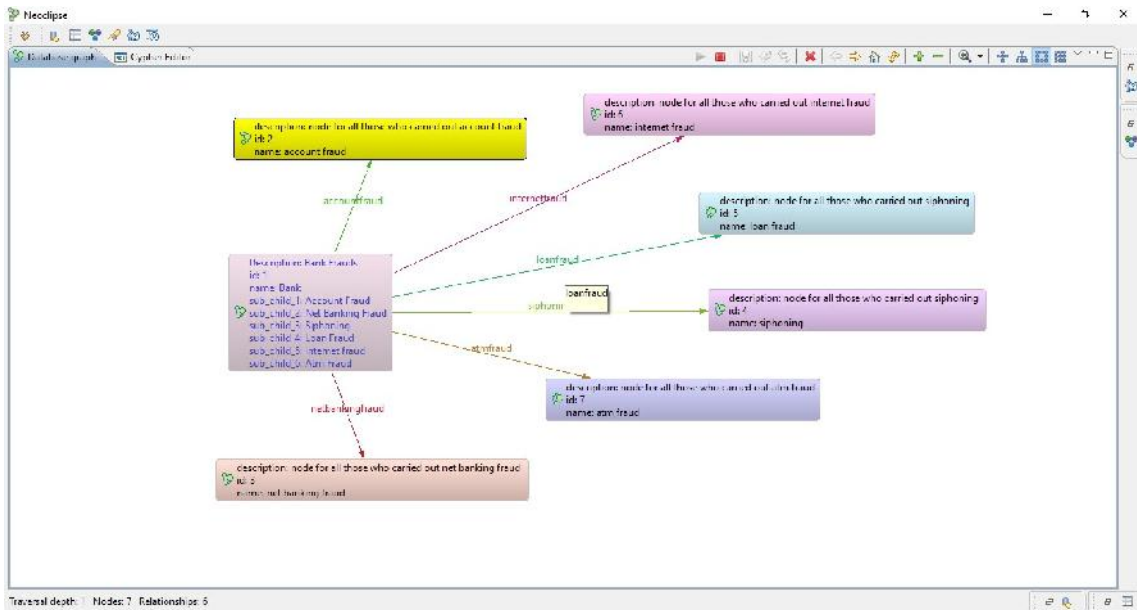 Neoclipse
Database graph
Cypher Editor
description: node for all those who carried out internet fraud
id: 6
name: internet fraud
description: node for all those who carried out account fraud
id: 2
name: account fraud
accountfraud
internetfraud
description: node for all those who carried out siphoning
id: 5
name: loan fraud
loanfraud
Description: Bank Frauds
id: 1
name: Bank
sub_child_1: Account Fraud
sub_child_2: Net Banking Fraud
sub_child_3: Siphoning
sub_child_4: Loan Fraud
sub_child_5: internet fraud
sub_child_6: Atm Fraud
loanfraud
description: node for all those who carried out siphoning
id: 4
name: siphoning
atmfraud
description: node for all those who carried out atm fraud
id: 7
name: atm fraud
netbankingfraud
description: node for all those who carried out net banking fraud
id: 3
name: net banking fraud
Traversal depth: 1 Nodes: 7 Relationships: 6